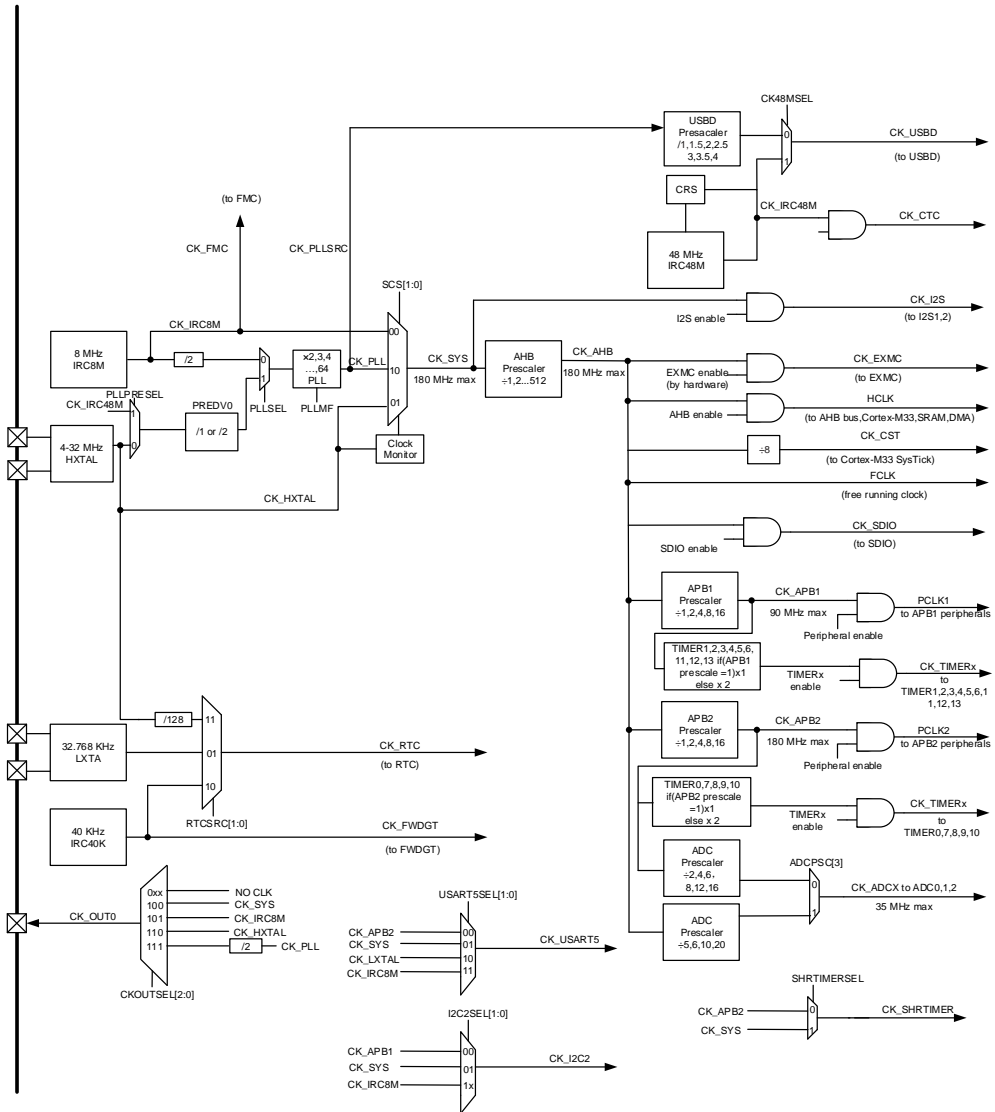 CK48MSEL
USBD
Presacaler
/1,1.5,2,2.5
3,3.5,4
0
1
CK_USBD
(to USBD)
CRS
CK_IRC48M
CK_CTC
48 MHz
IRC48M
(to FMC)
CK_FMC
CK_PLLSRC
SCS[1:0]
CK_I2S
I2S enable
(to I2S1,2)
8 MHz
IRC8M
CK_IRC8M
/2
0
1
PLLSEL
x2,3,4
…,64
PLL
PLLMF
CK_PLL
00
10
01
CK_SYS
180 MHz max
AHB
Prescaler
÷1,2...512
CK_AHB
180 MHz max
EXMC enable
(by hardware)
CK_EXMC
(to EXMC)
PLLPRESEL
CK_IRC48M
1
0
PREDV0
/1 or /2
4-32 MHz
HXTAL
Clock
Monitor
HCLK
AHB enable
(to AHB bus,Cortex-M33,SRAM,DMA)
÷8
CK_CST
(to Cortex-M33 SysTick)
FCLK
(free running clock)
CK_HXTAL
CK_SDIO
SDIO enable
(to SDIO)
APB1
Prescaler
÷1,2,4,8,16
CK_APB1
90 MHz max
PCLK1
to APB1 peripherals
Peripheral enable
TIMER1,2,3,4,5,6,
11,12,13 if(APB1
prescale =1)x1
else x 2
TIMERx
enable
CK_TIMERx
to
TIMER1,2,3,4,5,6,1
1,12,13
/128
11
01
10
RTCSRC[1:0]
32.768 KHz
LXTA
CK_RTC
(to RTC)
APB2
Prescaler
÷1,2,4,8,16
CK_APB2
180 MHz max
PCLK2
to APB2 peripherals
Peripheral enable
TIMER0,7,8,9,10
if(APB2 prescale
=1)x1
else x 2
TIMERx
enable
CK_TIMERx
to
TIMER0,7,8,9,10
40 KHz
IRC40K
CK_FWDGT
(to FWDGT)
ADC
Prescaler
÷2,4,6,
8,12,16
ADCPSC[3]
0
1
CK_ADCX to ADC0,1,2
35 MHz max
ADC
Prescaler
÷5,6,10,20
CK_OUT0
0xx
100
101
110
111
NO CLK
CK_SYS
CK_IRC8M
CK_HXTAL
/2
CK_PLL
CKOUTSEL[2:0]
USART5SEL[1:0]
CK_APB2
CK_SYS
CK_LXTAL
CK_IRC8M
00
01
10
11
CK_USART5
SHRTIMERSEL
CK_APB2
CK_SYS
0
1
CK_SHRTIMER
I2C2SEL[1:0]
CK_APB1
CK_SYS
CK_IRC8M
00
01
1x
CK_I2C2